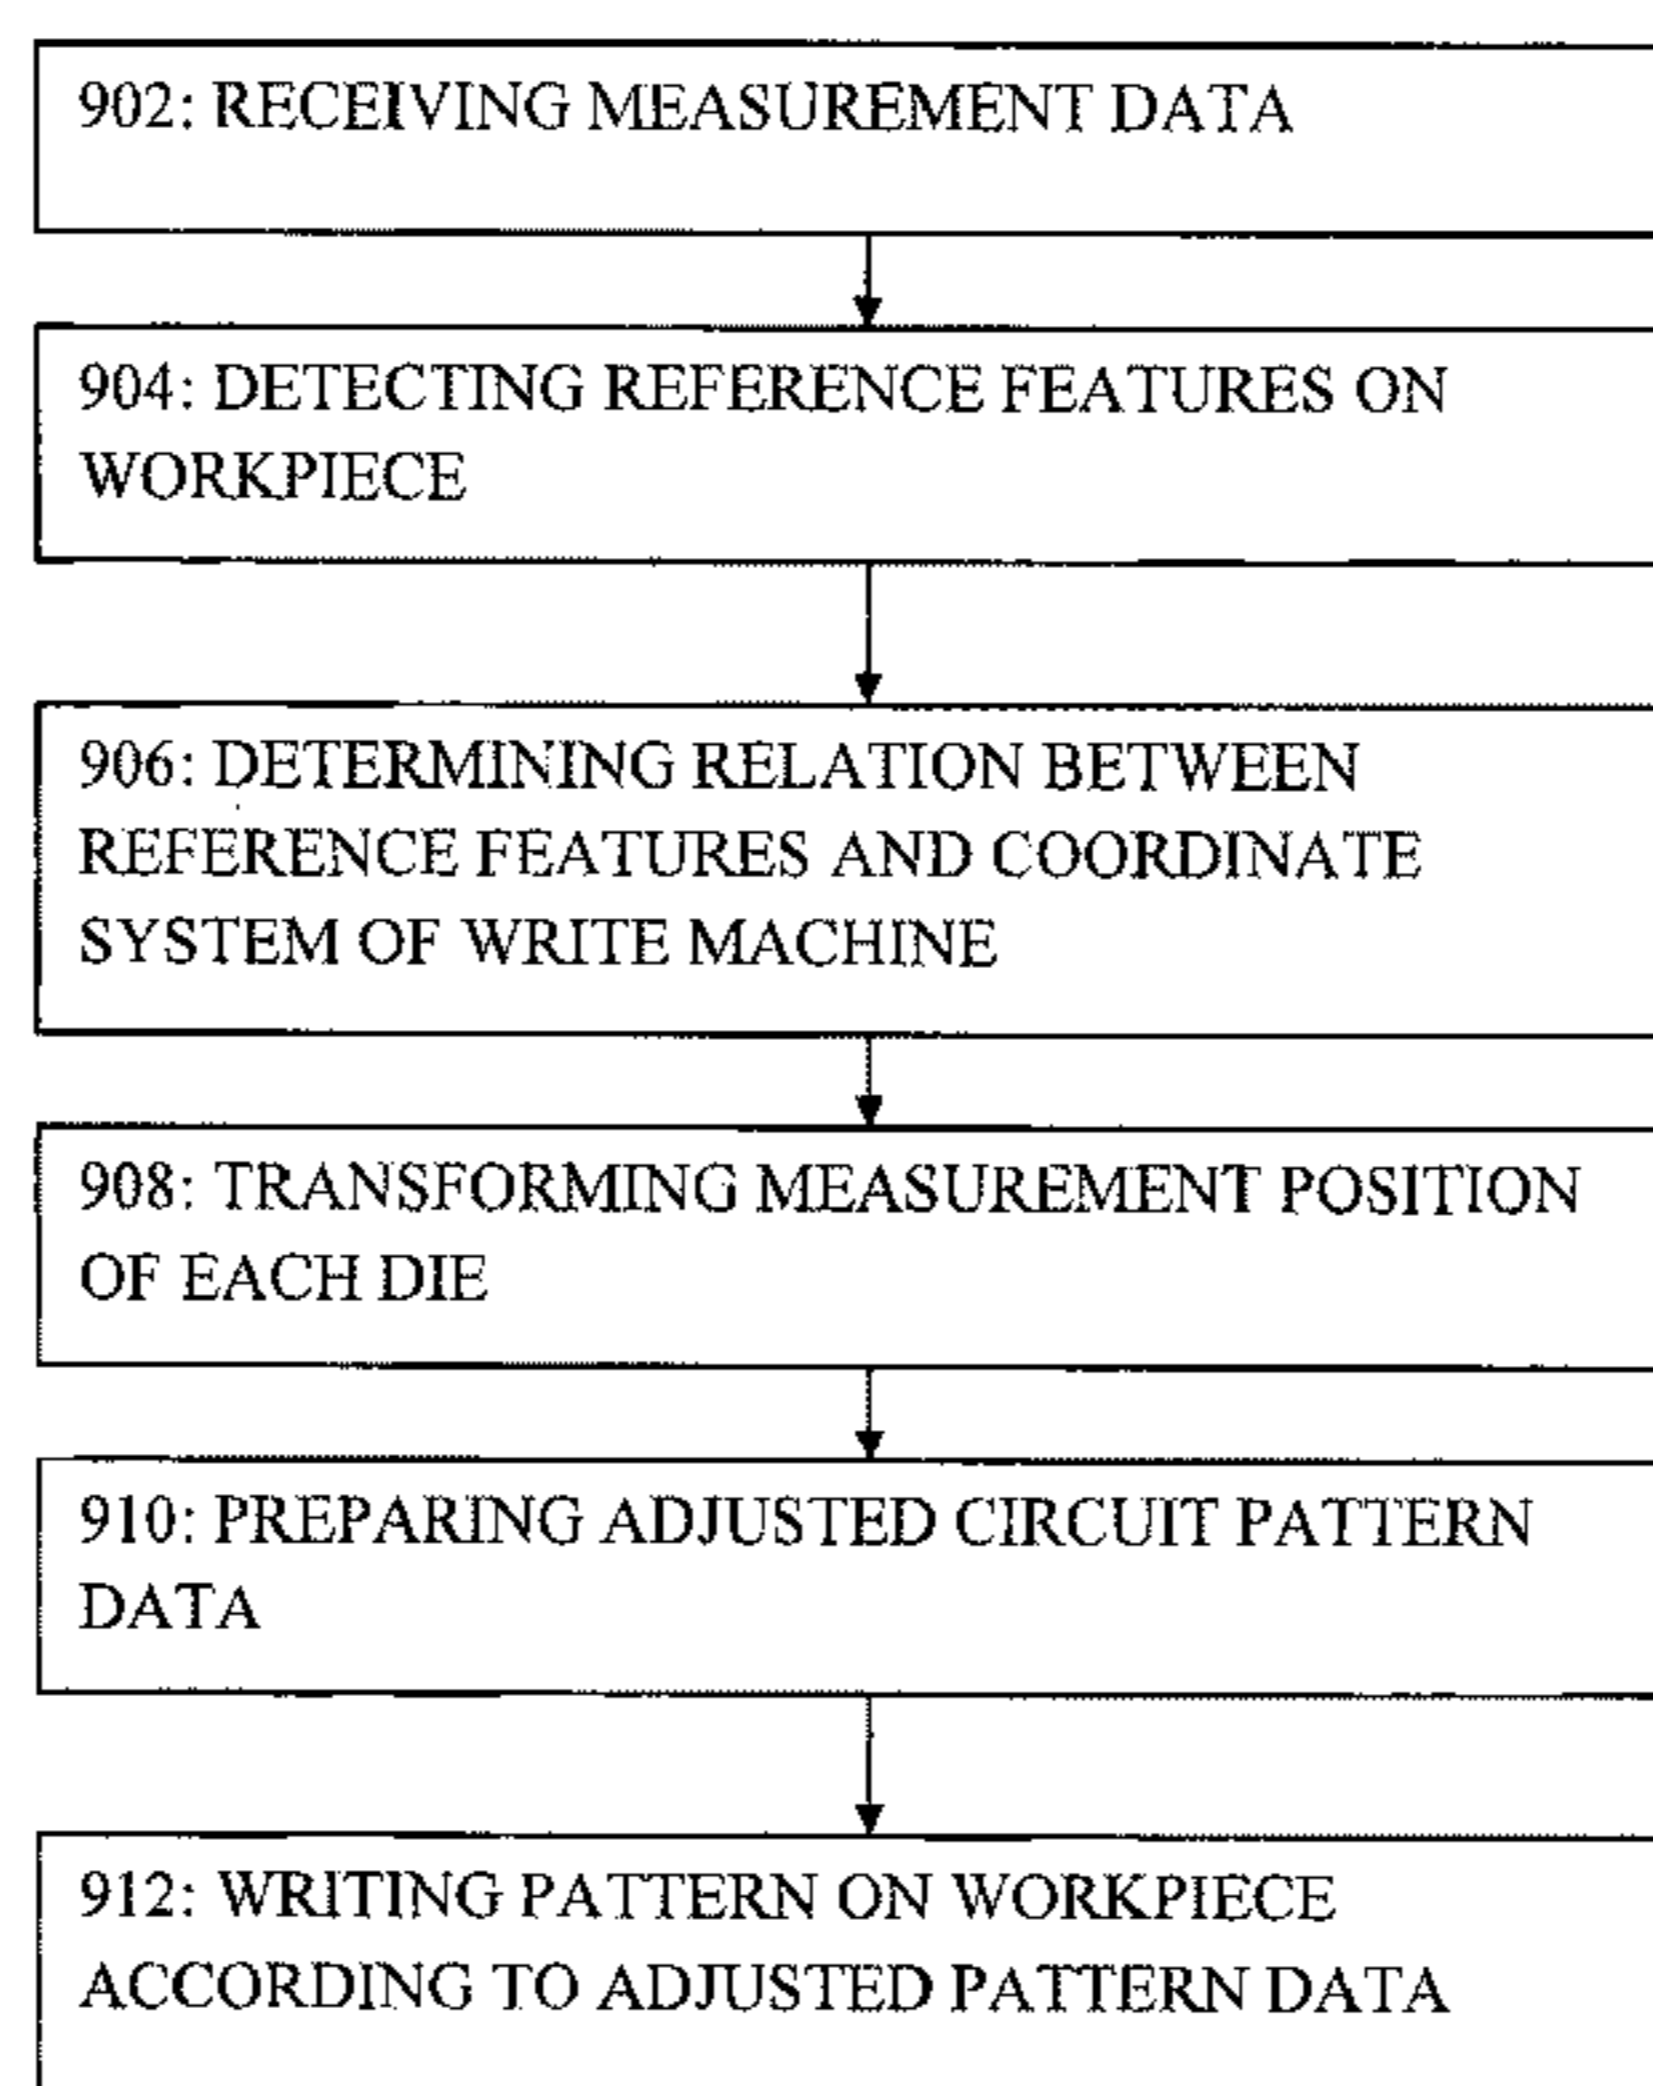 902: RECEIVING MEASUREMENT DATA
904: DETECTING REFERENCE FEATURES ON
WORKPIECE
906: DETERMINING RELATION BETWEEN
REFERENCE FEATURES AND COORDINATE
SYSTEM OF WRITE MACHINE
908: TRANSFORMING MEASUREMENT POSITION
OF EACH DIE
910: PREPARING ADJUSTED CIRCUIT PATTERN
DATA
912: WRITING PATTERN ON WORKPIECE
ACCORDING TO ADJUSTED PATTERN DATA